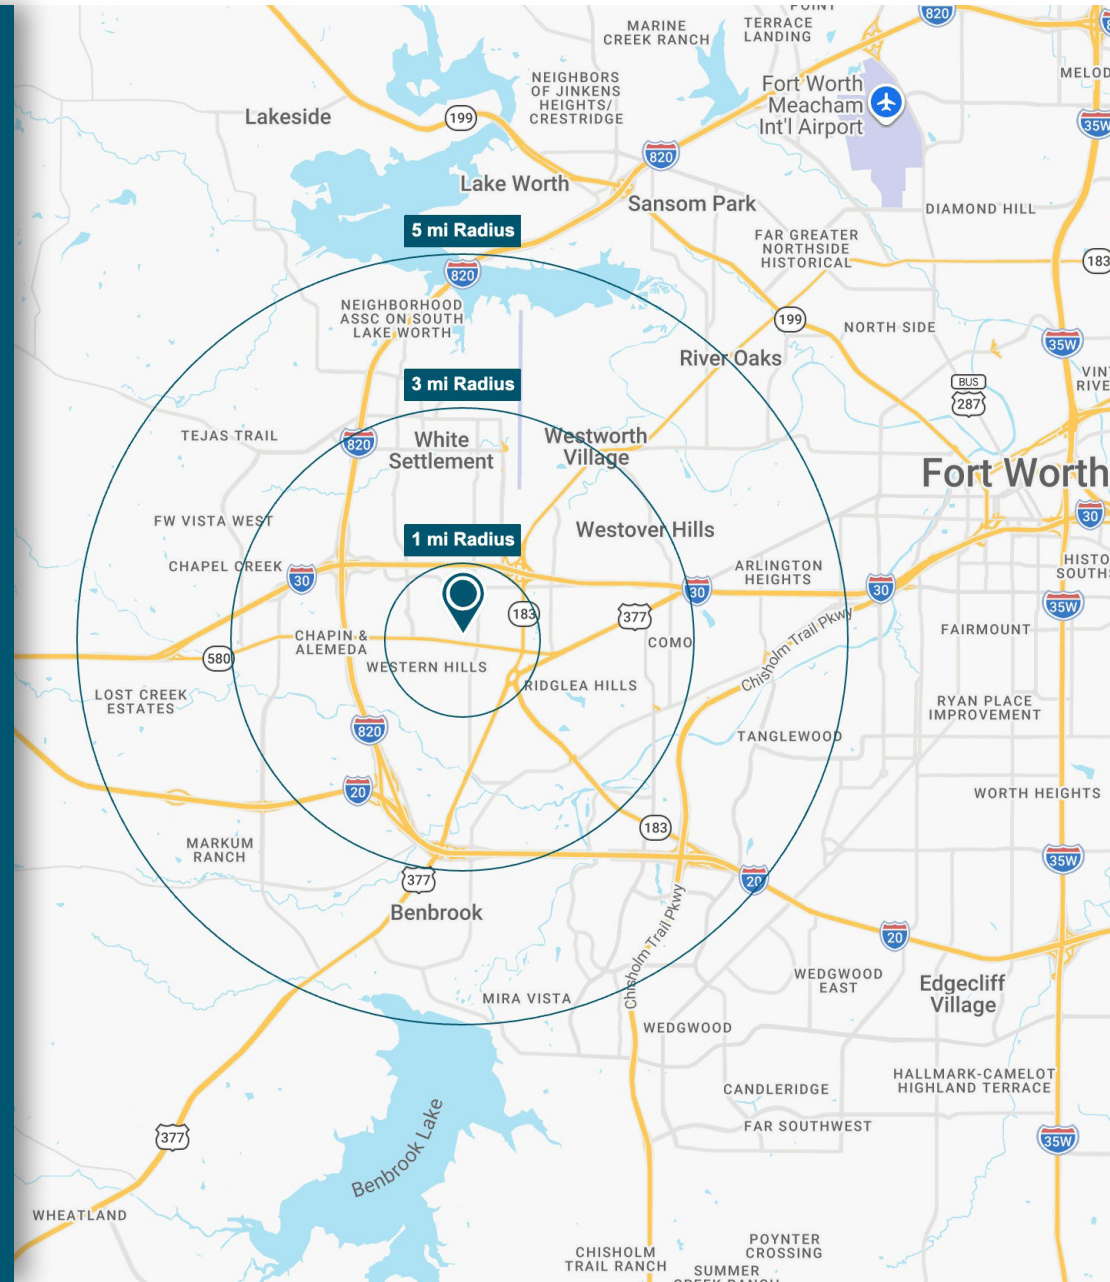 POINT
820
MARINE
CREEK RANCH
TERRACE
LANDING
MELOD
NEIGHBORS
OF JINKENS
HEIGHTS/
CRESTRIDGE
Fort Worth
Meacham
Int'l Airport
Lakeside
199
35W
820
Lake Worth
Sansom Park
DIAMOND HILL
5 mi Radius
FAR GREATER
NORTHSIDE
HISTORICAL
183
820
NEIGHBORHOOD
ASSC ON SOUTH
LAKE WORTH
199
NORTH SIDE
35W
River Oaks
VIN
RIVE
3 mi Radius
BUS
287
TEJAS TRAIL
820
White
Settlement
Westworth
Village
Fort Worth
FW VISTA WEST
1 mi Radius
Westover Hills
30
CHAPEL CREEK
30
ARLINGTON
HEIGHTS
HISTO
SOUTHS
30
30
183
377
35W
Chisholm Trail Pkwy
FAIRMOUNT
CHAPIN &
ALEMEDA
COMO
580
WESTERN HILLS
RIDGLEA HILLS
LOST CREEK
ESTATES
RYAN PLACE
IMPROVEMENT
820
TANGLEWOOD
20
WORTH HEIGHTS
183
MARKUM
RANCH
35W
377
20
Benbrook
Chisholm Trail Pkwy
20
WEDGWOOD
EAST
Edgecliff
Village
MIRA VISTA
WEDGWOOD
HALLMARK-CAMELOT
HIGHLAND TERRACE
CANDLERIDGE
FAR SOUTHWEST
377
35W
Benbrook Lake
WHEATLAND
CHISHOLM
TRAIL RANCH
POYNTER
CROSSING
SUMMER
CREEK RANCH